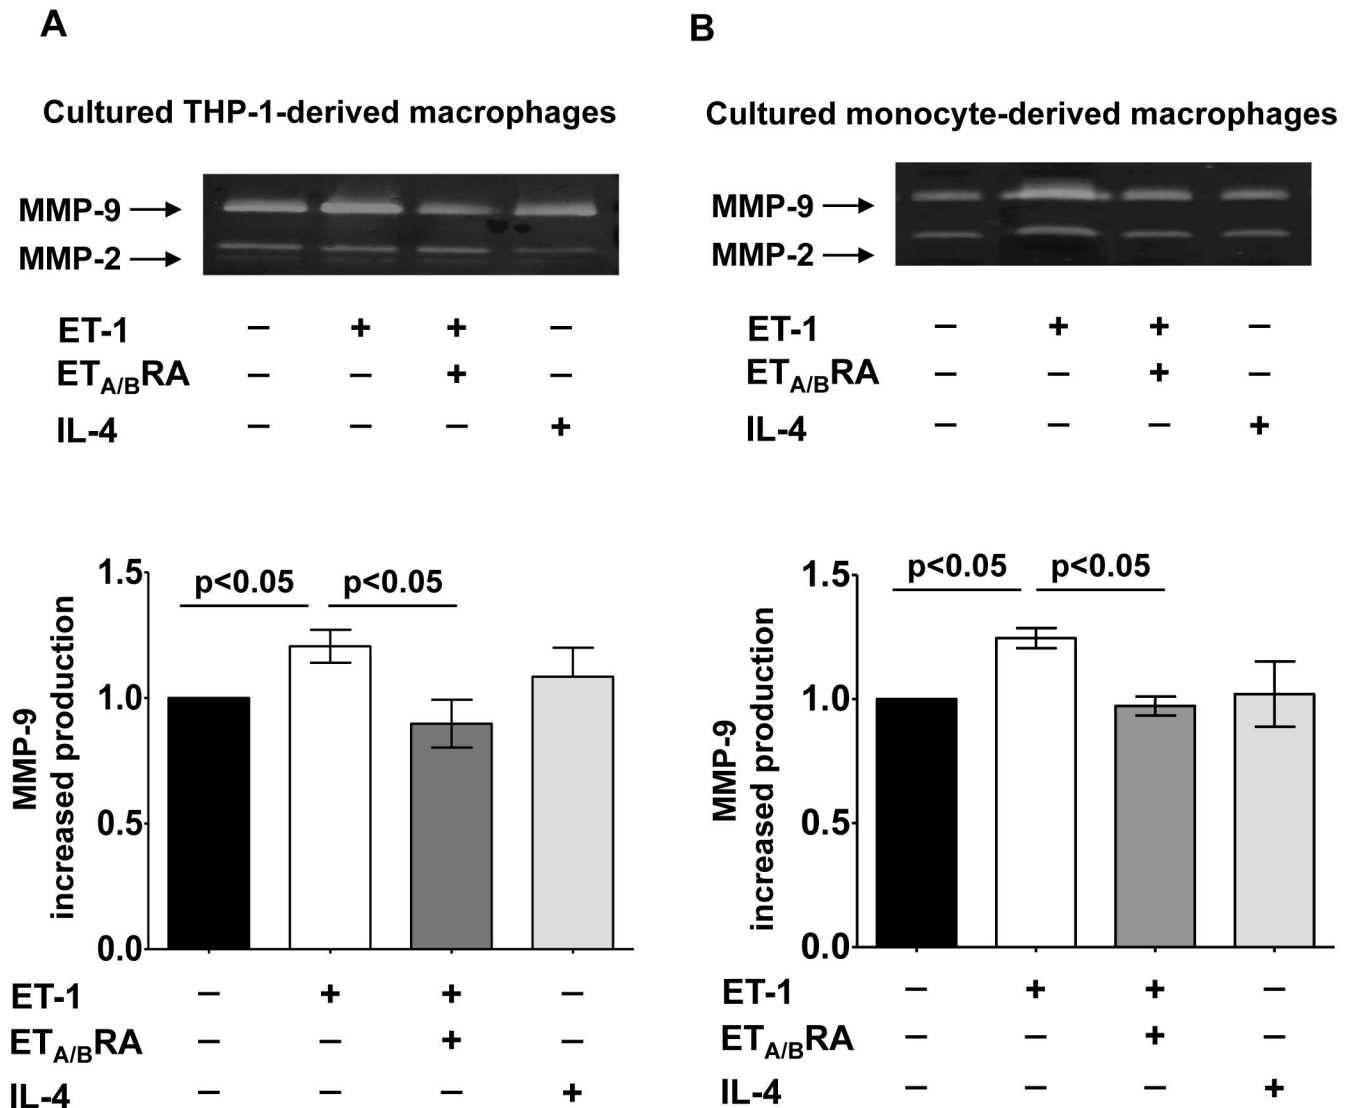 A
Cultured THP-1-derived macrophages
MMP-9
MMP-2
ET-1 – + + –
ETA/BRA – – + –
IL-4 – – – +
1.5
p<0.05 p<0.05
1.0
0.5
0.0
MMP-9
increased production
ET-1 – + + –
ETA/BRA – – + –
IL-4 – – – +
B
Cultured monocyte-derived macrophages
MMP-9
MMP-2
ET-1 – + + –
ETA/BRA – – + –
IL-4 – – – +
1.5
p<0.05 p<0.05
1.0
0.5
0.0
MMP-9
increased production
ET-1 – + + –
ETA/BRA – – + –
IL-4 – – – +